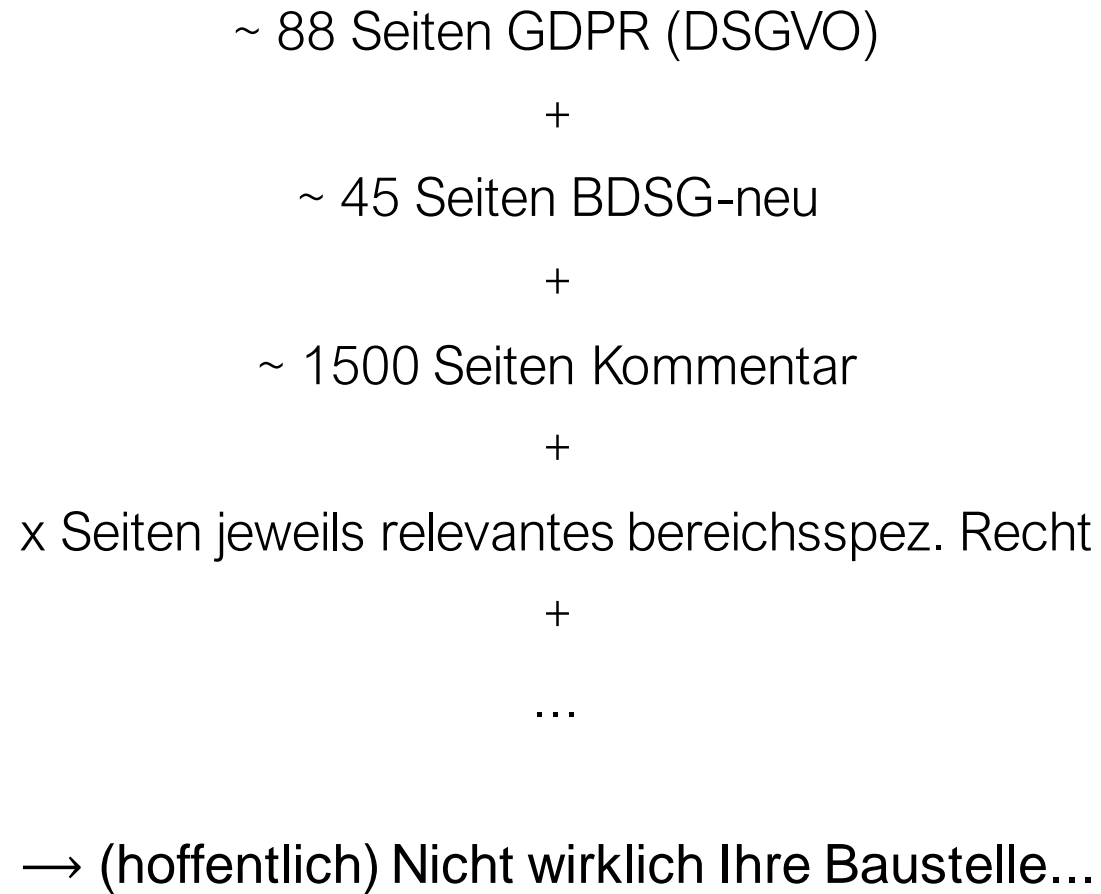 ~ 88 Seiten GDPR (DSGVO)
+
~ 45 Seiten BDSG-neu
+
~ 1500 Seiten Kommentar
+
x Seiten jeweils relevantes bereichsspez. Recht
+
...
→ (hoffentlich) Nicht wirklich Ihre Baustelle...